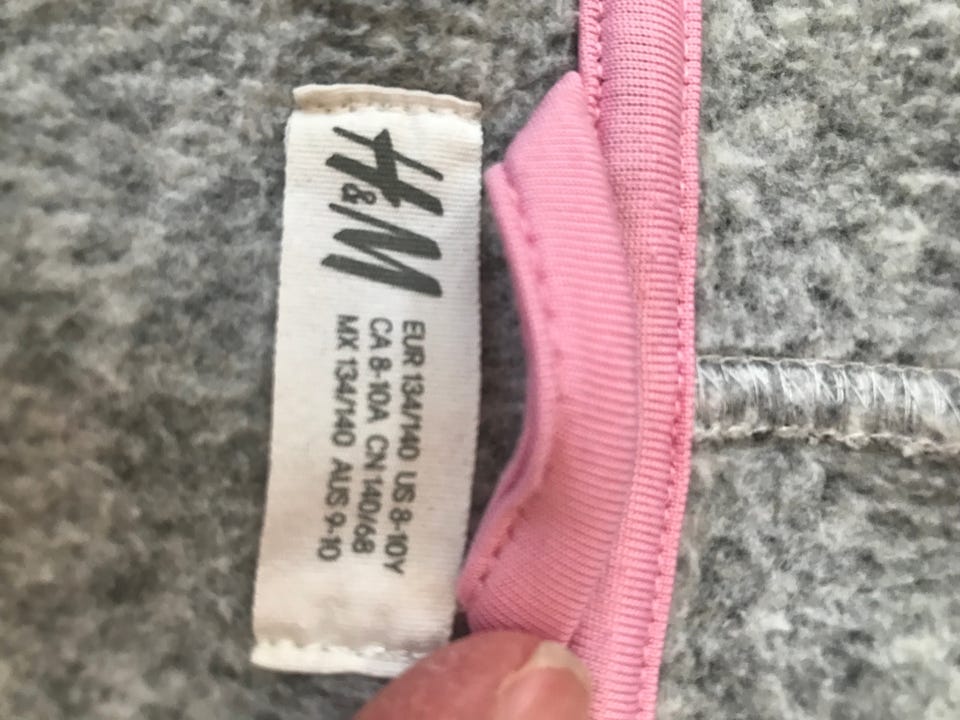 H&M
EUR 134/140 US 8-10Y
CA 8-10A CN 140/68
MX 134/140 AUS 9-10